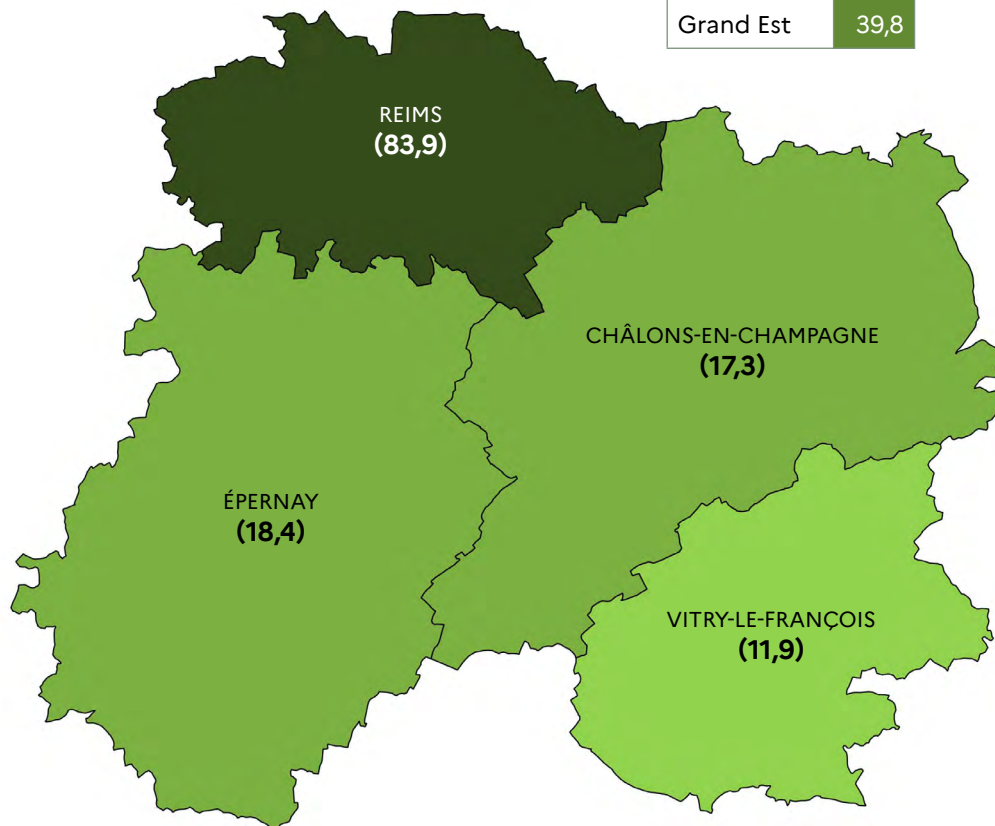 Grand Est 39,8
REIMS
(83,9)
CHÂLONS-EN-CHAMPAGNE
(17,3)
ÉPERNAY
(18,4)
VITRY-LE-FRANÇOIS
(11,9)